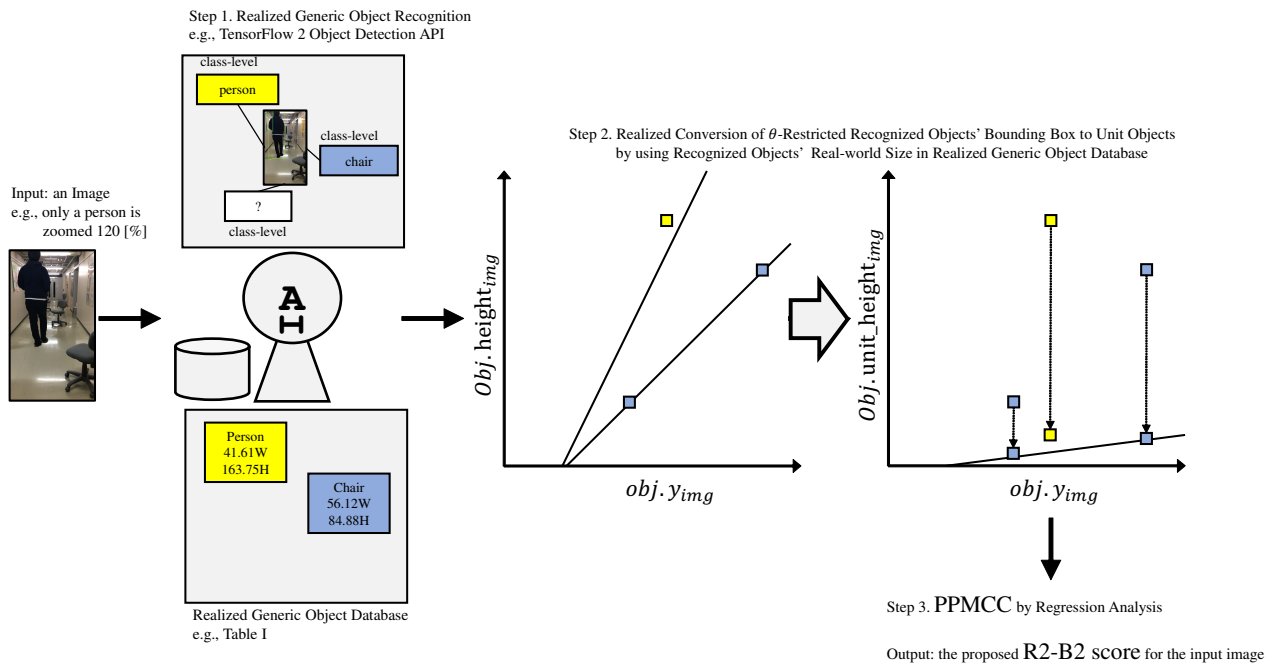 Step 1. Realized Generic Object Recognition
e.g., TensorFlow 2 Object Detection API
class-level
person
class-level
chair
?
class-level
Input: an Image
e.g., only a person is
zoomed 120 [%]
A
H
Person
41.61W
163.75H
Chair
56.12W
84.88H
Realized Generic Object Database
e.g., Table I
Step 2. Realized Conversion of θ-Restricted Recognized Objects’ Bounding Box to Unit Objects
by using Recognized Objects’ Real-world Size in Realized Generic Object Database
Obj.height_img
obj.y_img
Obj.unit_height_img
obj.y_img
Step 3. PPMCC by Regression Analysis
Output: the proposed R2-B2 score for the input image